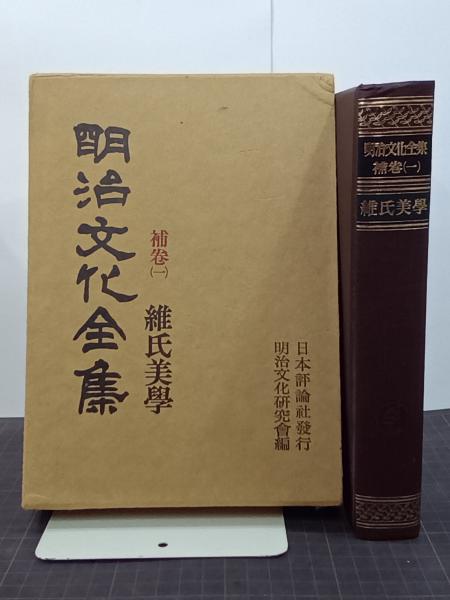 明治文化全集
補卷(一)
維氏美學
日本評論社發行
明治文化研究會編
明治文化全集
補卷(一)
維氏美學